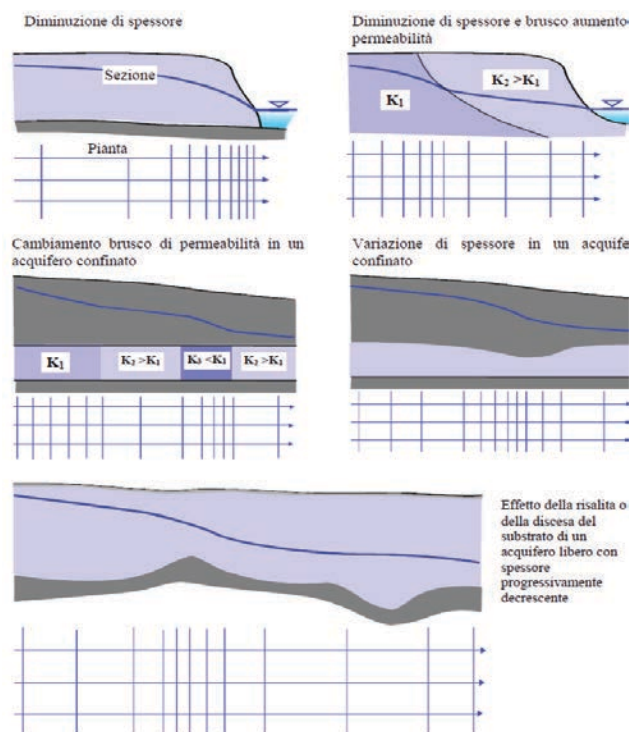 Diminuzione di spessore
Sezione
Pianta
Diminuzione di spessore e brusco aumento
permeabilità
K1
K2 >K1
Cambiamento brusco di permeabilità in un
acquifero confinato
K1
K2 >K1
K3 <K1
K2 >K1
Variazione di spessore in un acquife
confinato
Effetto della risalita o
della discesa del
substrato di un
acquifero libero con
spessore
progressivamente
decrescente